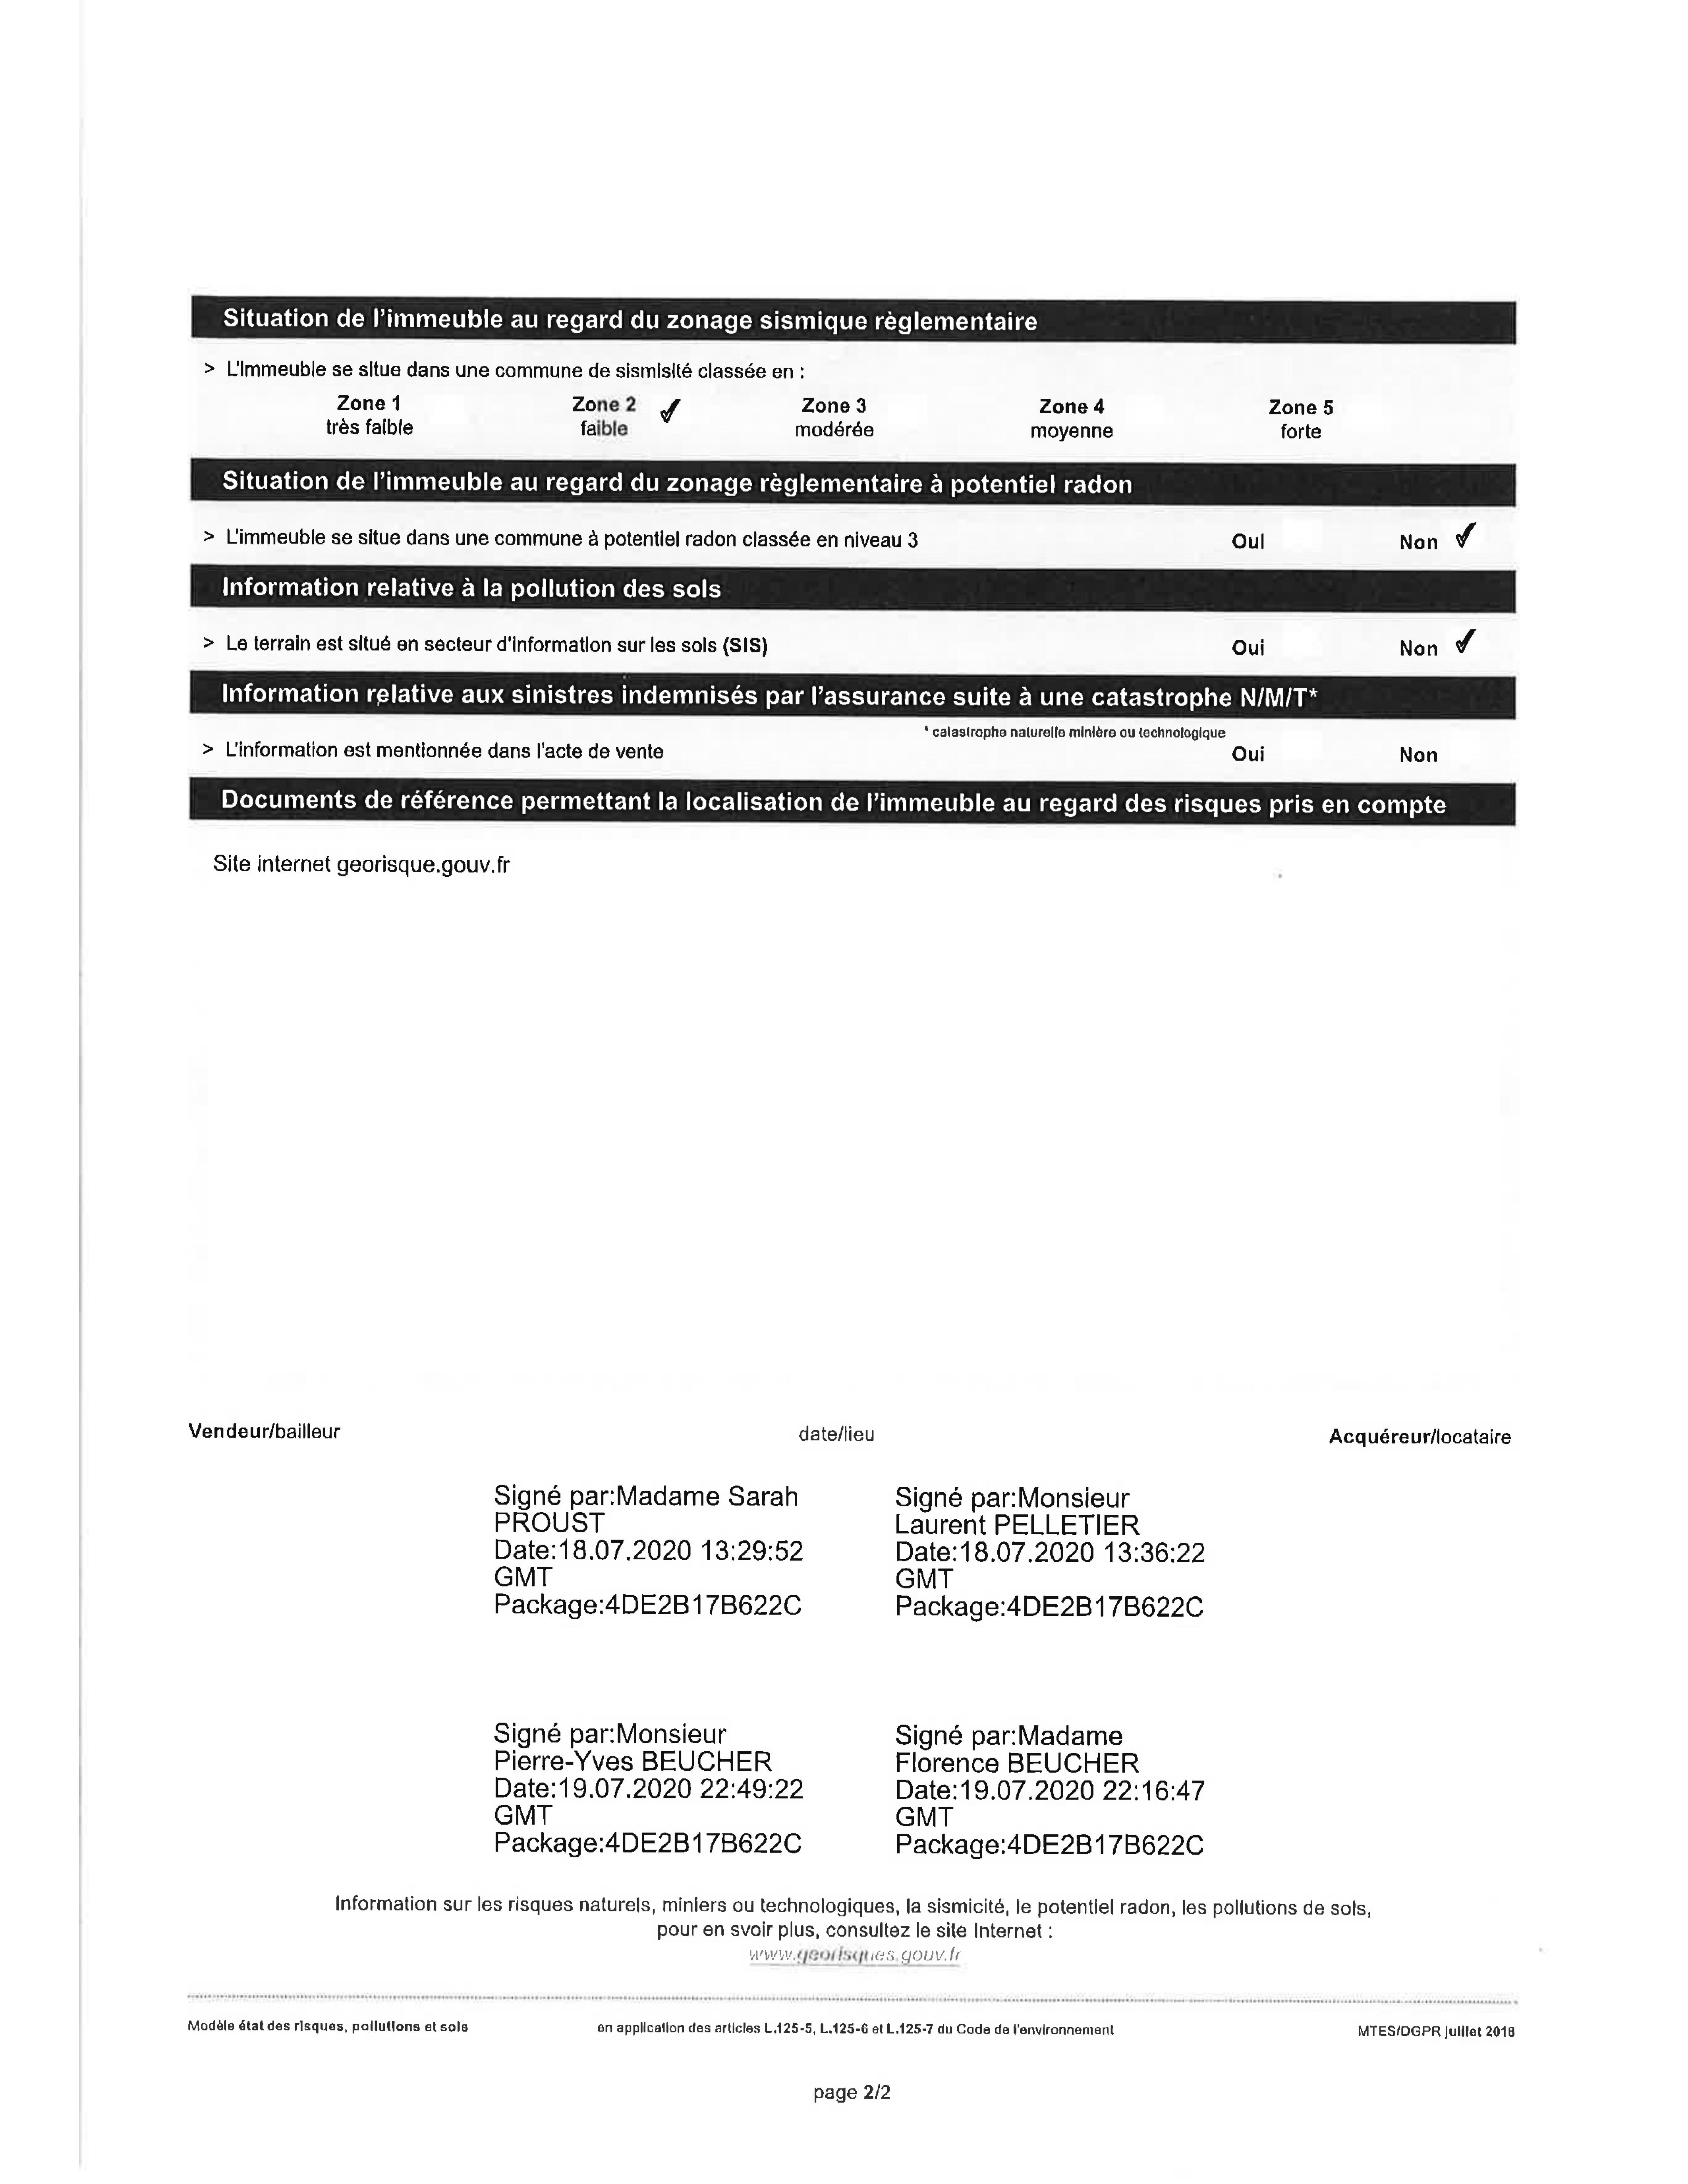 Situation de l'immeuble au regard du zonage sismique règlementaire
> L'immeuble se situe dans une commune de sismisité classée en :
Zone 1 Zone 2 ✓ Zone 3 Zone 4 Zone 5
très faible faible modérée moyenne forte
Situation de l'immeuble au regard du zonage règlementaire à potentiel radon
> L'immeuble se situe dans une commune à potentiel radon classée en niveau 3 Oui Non ✓
Information relative à la pollution des sols
> Le terrain est situé en secteur d'information sur les sols (SIS) Oui Non ✓
Information relative aux sinistres indemnisés par l'assurance suite à une catastrophe N/M/T*
* catastrophe naturelle minière ou technologique
> L'information est mentionnée dans l'acte de vente Oui Non
Documents de référence permettant la localisation de l'immeuble au regard des risques pris en compte
Site internet georisque.gouv.fr
Vendeur/bailleur date/lieu Acquéreur/locataire
Signé par:Madame Sarah
PROUST
Date:18.07.2020 13:29:52
GMT
Package:4DE2B17B622C
Signé par:Monsieur
Laurent PELLETIER
Date:18.07.2020 13:36:22
GMT
Package:4DE2B17B622C
Signé par:Monsieur
Pierre-Yves BEUCHER
Date:19.07.2020 22:49:22
GMT
Package:4DE2B17B622C
Signé par:Madame
Florence BEUCHER
Date:19.07.2020 22:16:47
GMT
Package:4DE2B17B622C
Information sur les risques naturels, miniers ou technologiques, la sismicité, le potentiel radon, les pollutions de sols,
pour en svoir plus, consultez le site Internet :
www.georisques.gouv.fr
Modèle état des risques, pollutions et sols en application des articles L.125-5, L.125-6 et L.125-7 du Code de l'environnement MTES/DGPR juillet 2018
page 2/2